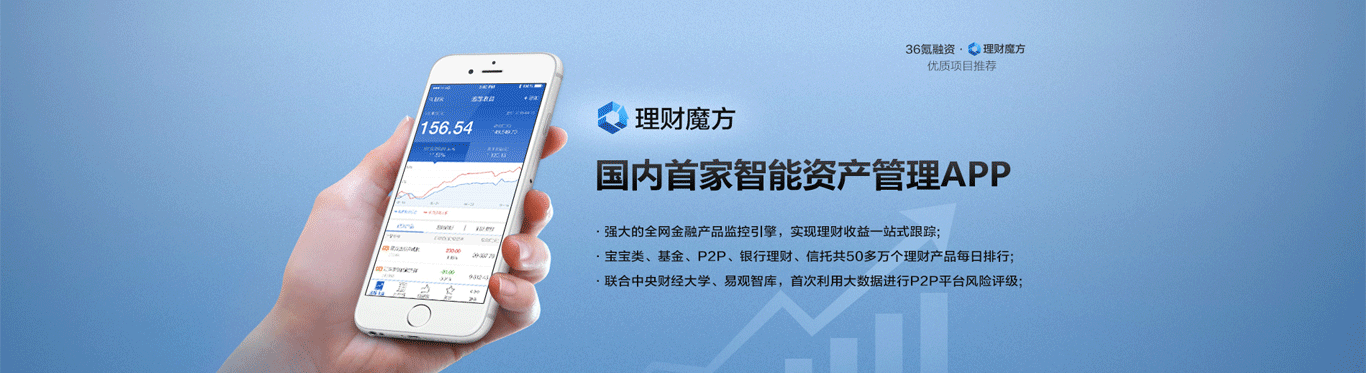 36氪融资·理财魔方
优质项目推荐
理财魔方
国内首家智能资产管理APP
·强大的全网金融产品监控引擎，实现理财收益一站式跟踪;
·宝宝类、基金、P2P、银行理财、信托共50多万个理财产品每日排行;
·联合中央财经大学、易观智库，首次利用大数据进行P2P平台风险评级;
156.54